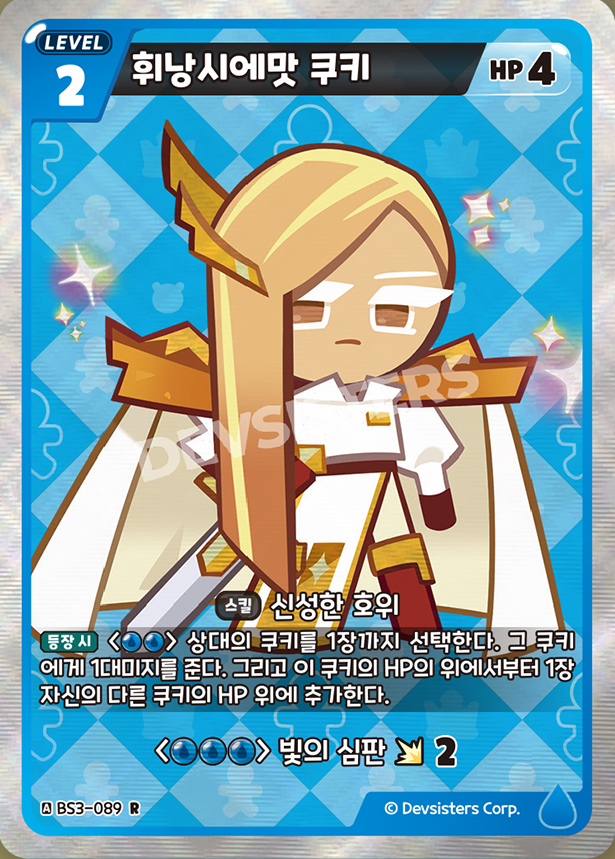 LEVEL
2
휘낭시에맛 쿠키
HP 4
DEVSISTERS
스킬 신성한 호위
등장 시 < > 상대의 쿠키를 1장까지 선택한다. 그 쿠키
에게 1대미지를 준다. 그리고 이 쿠키의 HP의 위에서부터 1장
자신의 다른 쿠키의 HP 위에 추가한다.
< > 빛의 심판 2
A BS3-089 R
© Devsisters Corp.